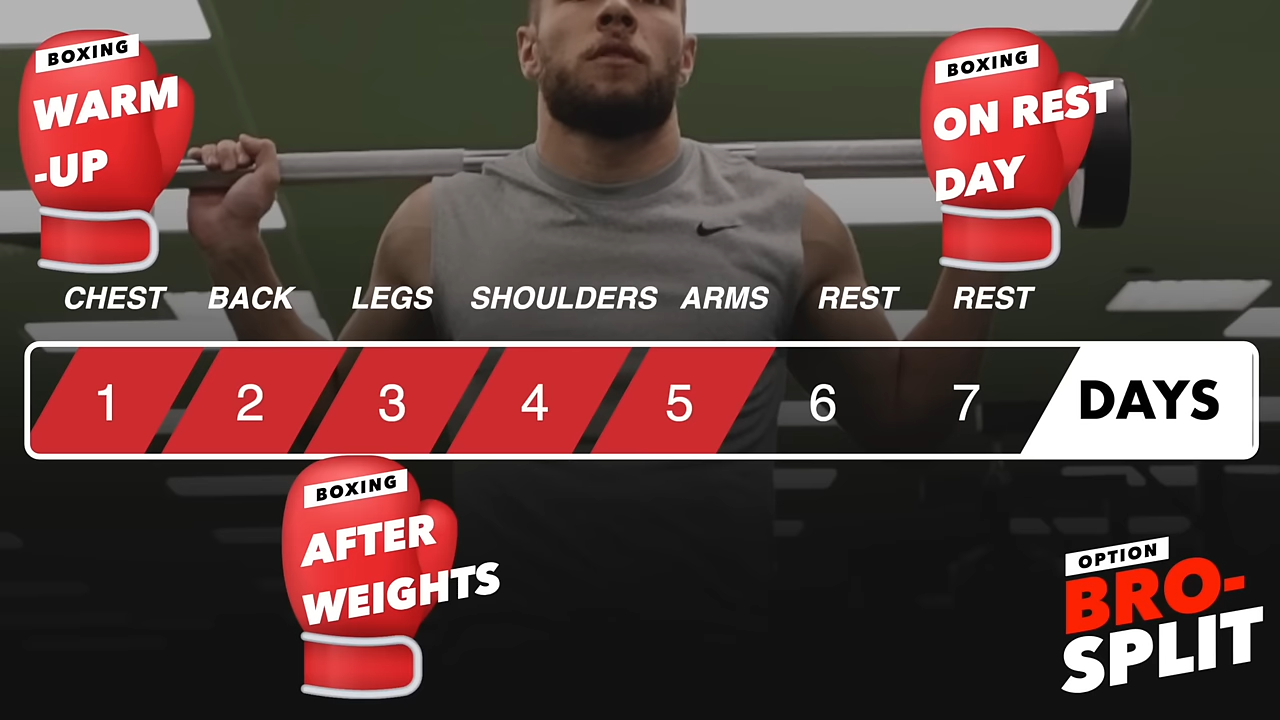 BOXING
WARM
-UP
BOXING
ON REST
DAY
CHEST BACK LEGS SHOULDERS ARMS REST REST
1 2 3 4 5 6 7 DAYS
BOXING
AFTER
WEIGHTS
OPTION
BRO-
SPLIT